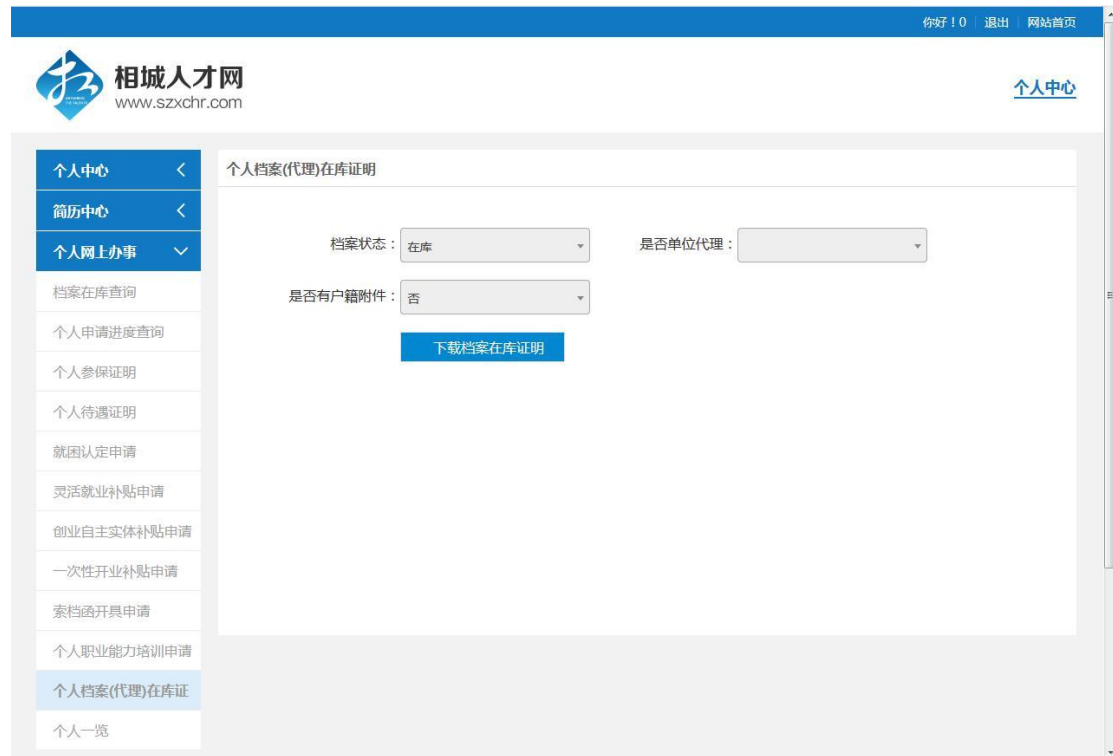 你好！0 退出 网站首页
相城人才网
www.szxchr.com
个人中心
个人中心
简历中心
个人网上办事
档案在库查询
个人申请进度查询
个人参保证明
个人待遇证明
就困认定申请
灵活就业补贴申请
创业自主实体补贴申请
一次性开业补贴申请
索档函开具申请
个人职业能力培训申请
个人档案(代理)在库证
个人一览
个人档案(代理)在库证明
档案状态： 在库 是否单位代理：
是否有户籍附件： 否
下载档案在库证明